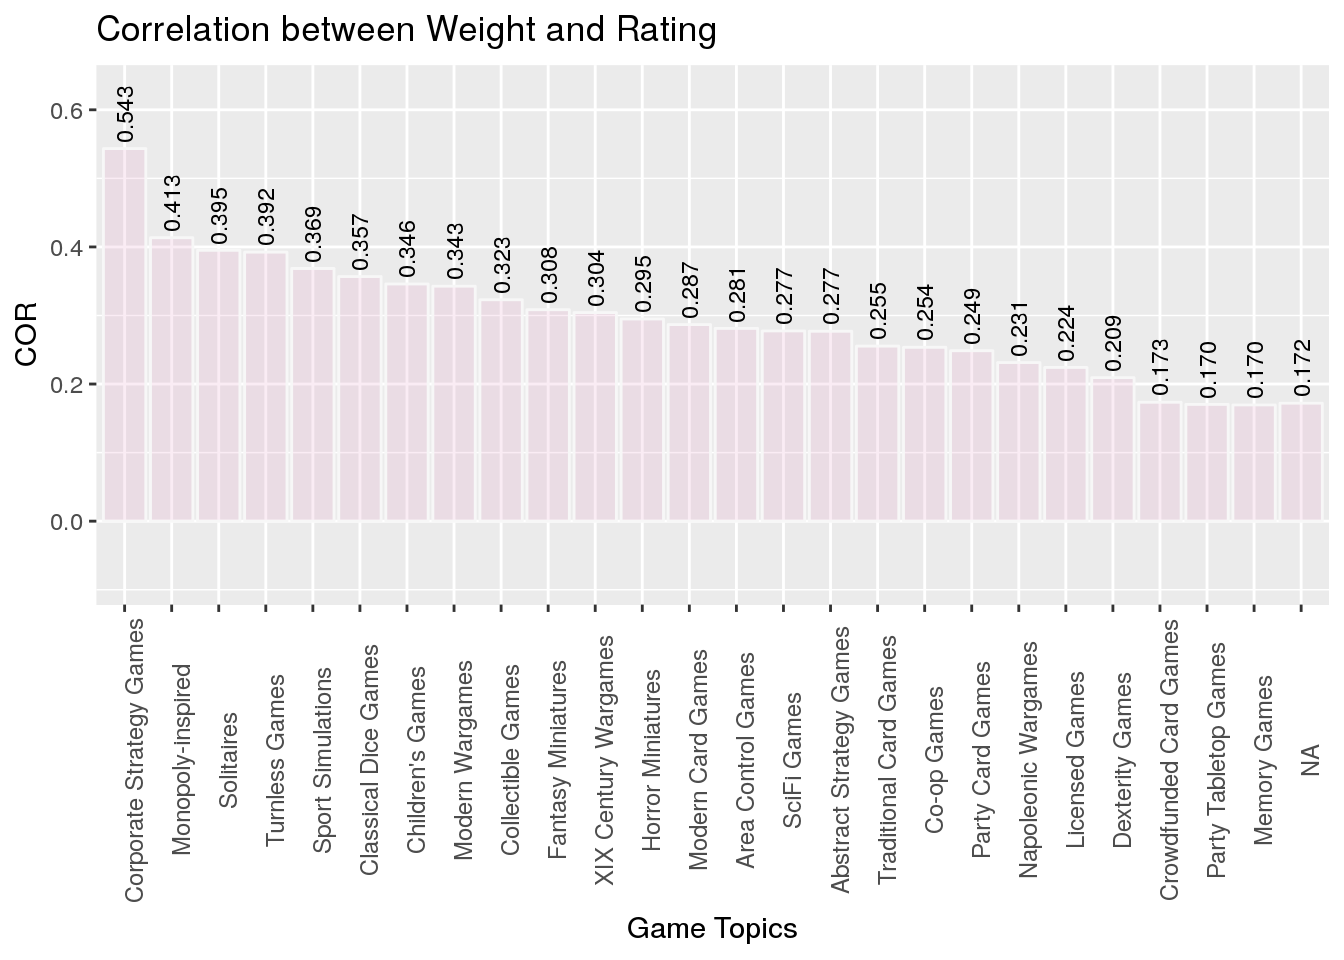 Correlation between Weight and Rating
COR
0.6
0.4
0.2
0.0
0.543
0.413
0.395
0.392
0.369
0.357
0.346
0.343
0.323
0.308
0.304
0.295
0.287
0.281
0.277
0.277
0.255
0.254
0.249
0.231
0.224
0.209
0.173
0.170
0.170
0.172
Corporate Strategy Games
Monopoly-inspired
Solitaires
Turnless Games
Sport Simulations
Classical Dice Games
Children's Games
Modern Wargames
Collectible Games
Fantasy Miniatures
XIX Century Wargames
Horror Miniatures
Modern Card Games
Area Control Games
SciFi Games
Abstract Strategy Games
Traditional Card Games
Co-op Games
Party Card Games
Napoleonic Wargames
Licensed Games
Dexterity Games
Crowdfunded Card Games
Party Tabletop Games
Memory Games
NA
Game Topics